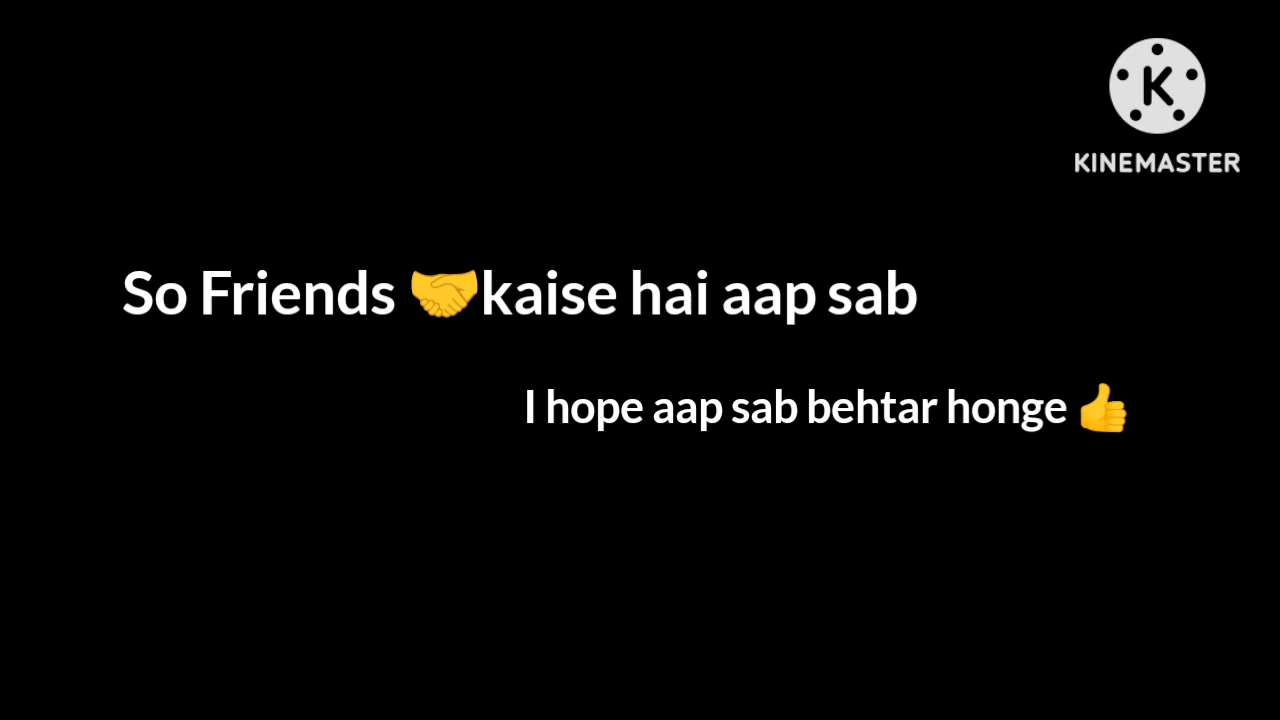 K
KINEMASTER
So Friends 🤝kaise hai aap sab
I hope aap sab behtar honge 👍